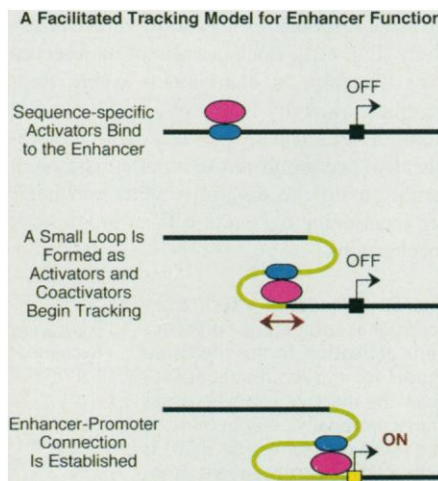 A Facilitated Tracking Model for Enhancer Function
OFF
Sequence-specific
Activators Bind
to the Enhancer
A Small Loop Is
Formed as
Activators and
Coactivators
Begin Tracking
OFF
Enhancer-Promoter
Connection
Is Established
ON